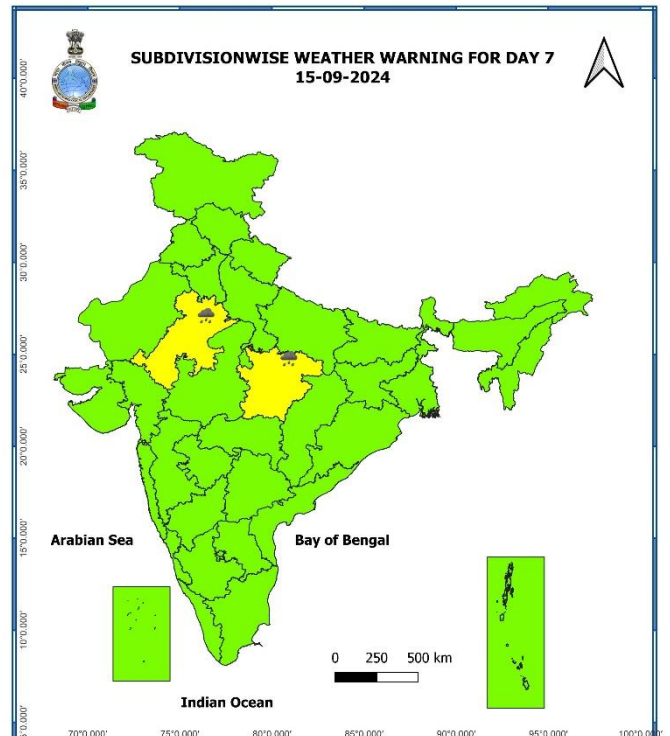 SUBDIVISIONWISE WEATHER WARNING FOR DAY 7
15-09-2024
40°0.000'
35°0.000'
30°0.000'
25°0.000'
20°0.000'
15°0.000'
10°0.000'
Arabian Sea
Bay of Bengal
0 250 500 km
Indian Ocean
70°0.000' 75°0.000' 80°0.000' 85°0.000' 90°0.000' 95°0.000' 100°0.000'